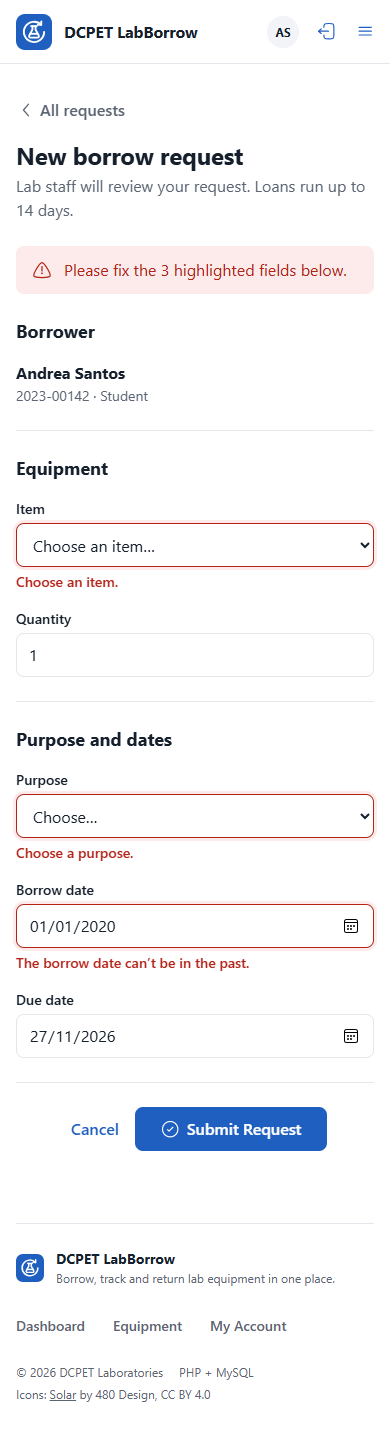 DCPET LabBorrow
AS
All requests
New borrow request
Lab staff will review your request. Loans run up to
14 days.
Please fix the 3 highlighted fields below.
Borrower
Andrea Santos
2023-00142 · Student
Equipment
Item
Choose an item...
Choose an item.
Quantity
1
Purpose and dates
Purpose
Choose...
Choose a purpose.
Borrow date
01/01/2020
The borrow date can’t be in the past.
Due date
27/11/2026
Cancel
Submit Request
DCPET LabBorrow
Borrow, track and return lab equipment in one place.
Dashboard Equipment My Account
© 2026 DCPET Laboratories PHP + MySQL
Icons: Solar by 480 Design, CC BY 4.0